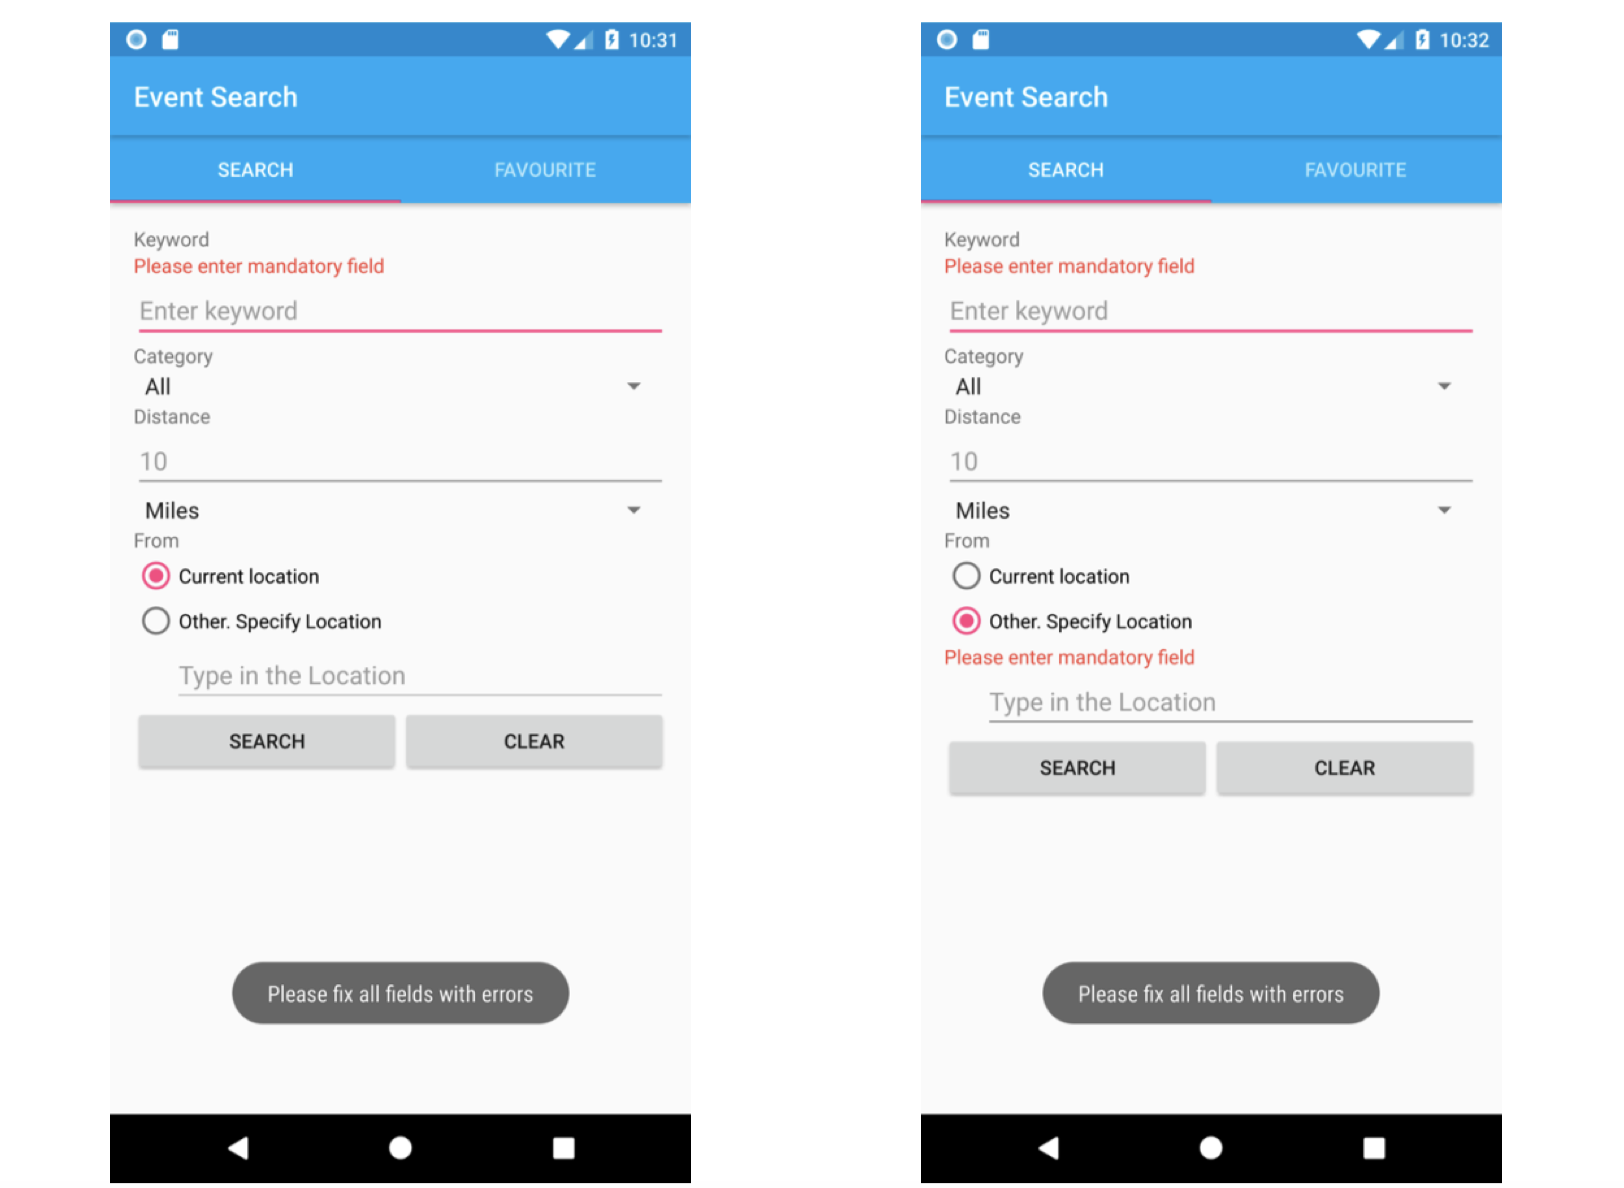 10:31
Event Search
SEARCH FAVOURITE
Keyword
Please enter mandatory field
Enter keyword
Category
All
Distance
10
Miles
From
Current location
Other. Specify Location
Type in the Location
SEARCH CLEAR
Please fix all fields with errors
10:32
Event Search
SEARCH FAVOURITE
Keyword
Please enter mandatory field
Enter keyword
Category
All
Distance
10
Miles
From
Current location
Other. Specify Location
Please enter mandatory field
Type in the Location
SEARCH CLEAR
Please fix all fields with errors